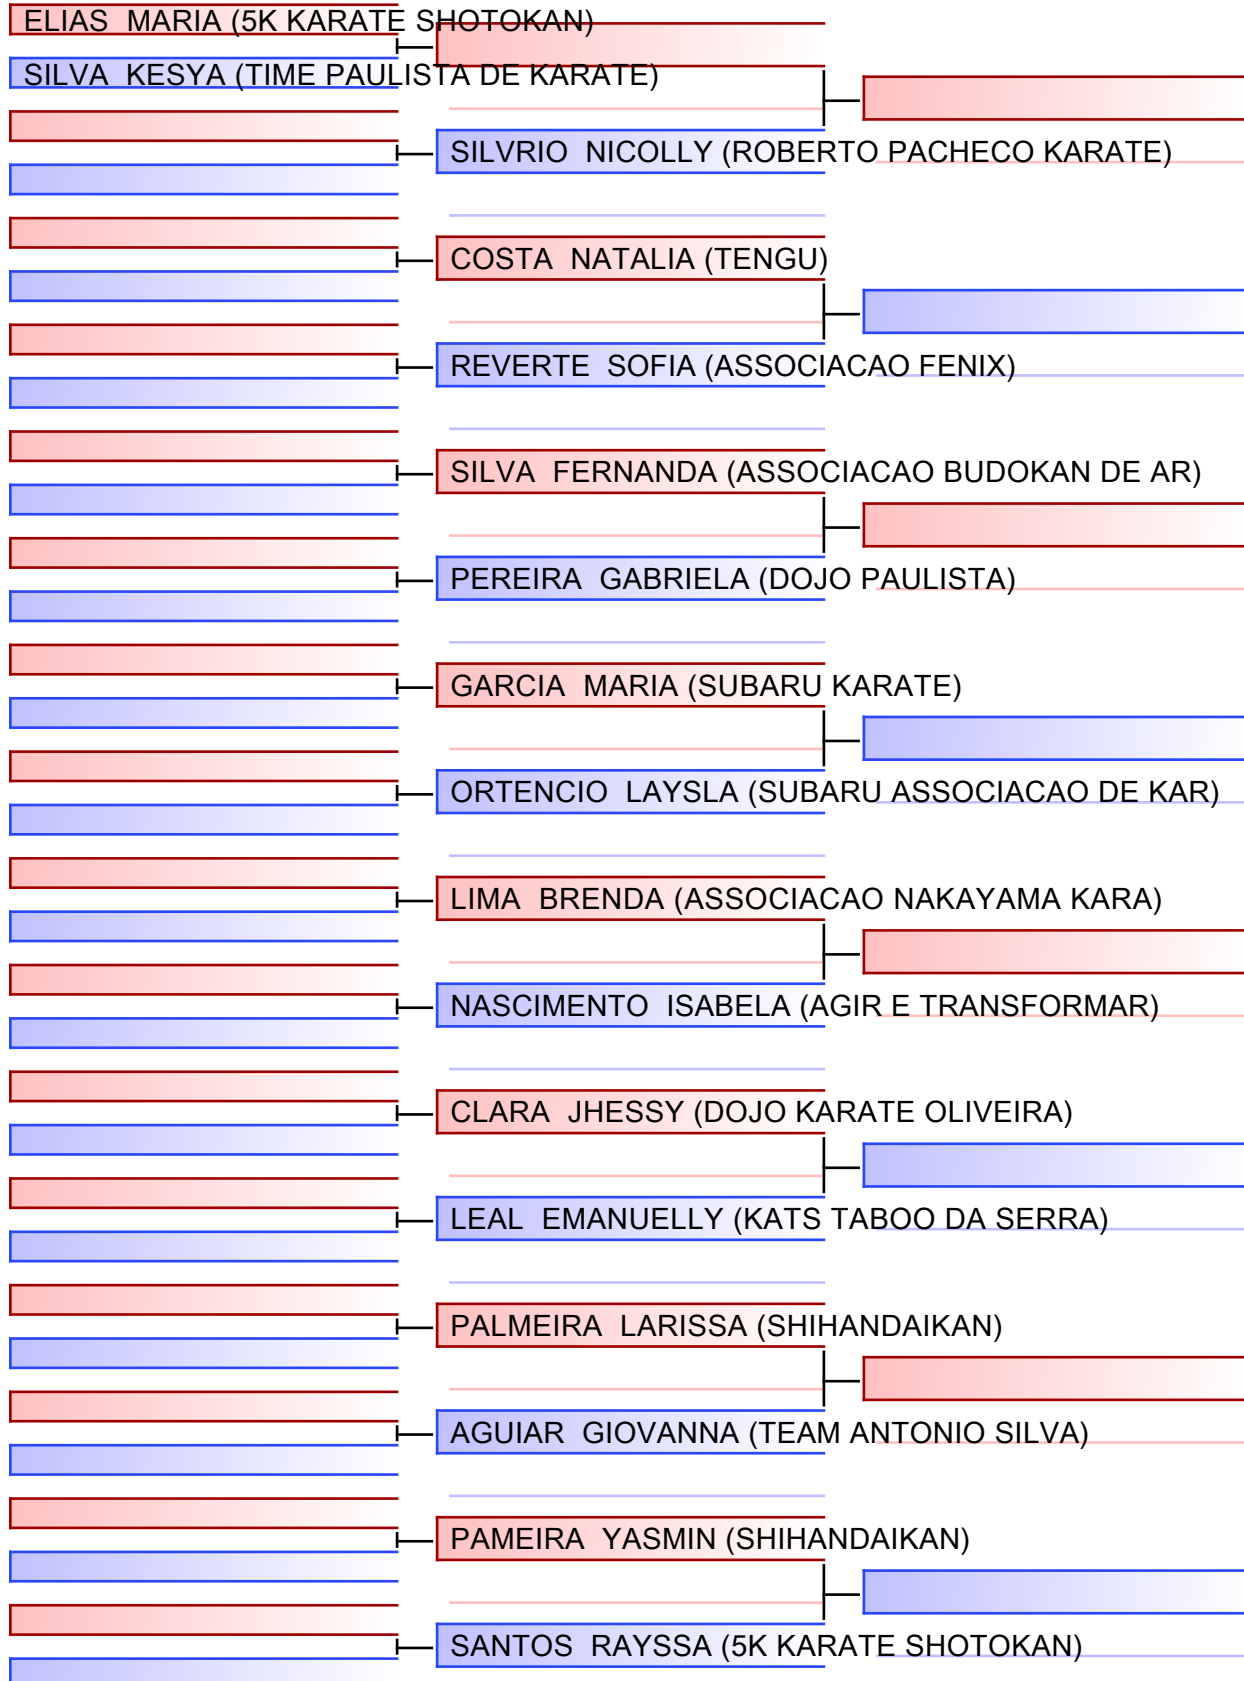 ELIAS  MARIA (5K KARATE SHOTOKAN)
SILVA  KESYA (TIME PAULISTA DE KARATE)
SILVRIO  NICOLLY (ROBERTO PACHECO KARATE)
COSTA  NATALIA (TENGU)
REVERTE  SOFIA (ASSOCIACAO FENIX)
SILVA  FERNANDA (ASSOCIACAO BUDOKAN DE AR)
PEREIRA  GABRIELA (DOJO PAULISTA)
GARCIA  MARIA (SUBARU KARATE)
ORTENCIO  LAYSLA (SUBARU ASSOCIACAO DE KAR)
LIMA  BRENDA (ASSOCIACAO NAKAYAMA KARA)
NASCIMENTO  ISABELA (AGIR E TRANSFORMAR)
CLARA  JHESSY (DOJO KARATE OLIVEIRA)
LEAL  EMANUELLY (KATS TABOO DA SERRA)
PALMEIRA  LARISSA (SHIHANDAIKAN)
AGUIAR  GIOVANNA (TEAM ANTONIO SILVA)
PAMEIRA  YASMIN (SHIHANDAIKAN)
SANTOS  RAYSSA (5K KARATE SHOTOKAN)